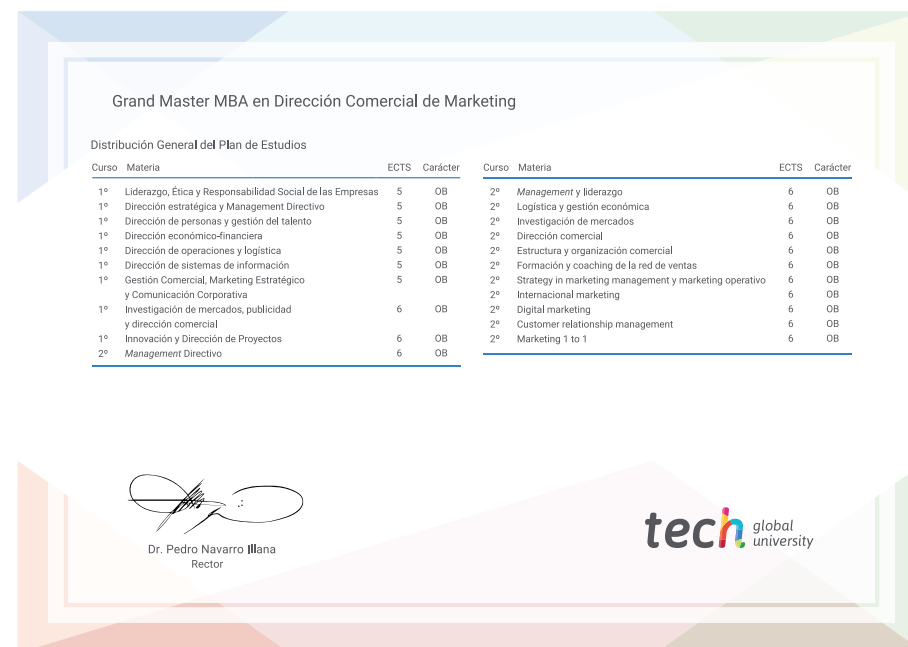 Grand Master MBA en Dirección Comercial de Marketing
Distribución General del Plan de Estudios
Curso Materia ECTS Carácter
1º Liderazgo, Ética y Responsabilidad Social de las Empresas 5 OB
1º Dirección estratégica y Management Directivo 5 OB
1º Dirección de personas y gestión del talento 5 OB
1º Dirección económico-financiera 5 OB
1º Dirección de operaciones y logística 5 OB
1º Dirección de sistemas de información 5 OB
1º Gestión Comercial, Marketing Estratégico 5 OB
y Comunicación Corporativa
1º Investigación de mercados, publicidad 6 OB
y dirección comercial
1º Innovación y Dirección de Proyectos 6 OB
2º Management Directivo 6 OB
Curso Materia ECTS Carácter
2º Management y liderazgo 6 OB
2º Logística y gestión económica 6 OB
2º Investigación de mercados 6 OB
2º Dirección comercial 6 OB
2º Estructura y organización comercial 6 OB
2º Formación y coaching de la red de ventas 6 OB
2º Strategy in marketing management y marketing operativo 6 OB
2º Internacional marketing 6 OB
2º Digital marketing 6 OB
2º Customer relationship management 6 OB
2º Marketing 1 to 1 6 OB
Dr. Pedro Navarro Illana
Rector
tech global
university